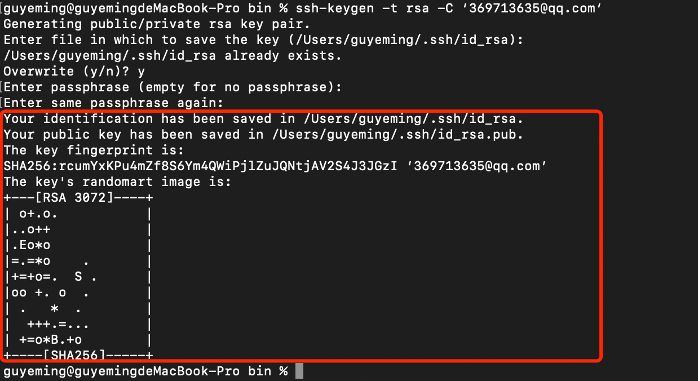 guyeming@guyemingdeMacBook-Pro bin % ssh-keygen -t rsa -C ‘369713635@qq.com’
Generating public/private rsa key pair.
Enter file in which to save the key (/Users/guyeming/.ssh/id_rsa):
/Users/guyeming/.ssh/id_rsa already exists.
Overwrite (y/n)? y
[Enter passphrase (empty for no passphrase):
[Enter same passphrase again:
Your identification has been saved in /Users/guyeming/.ssh/id_rsa.
Your public key has been saved in /Users/guyeming/.ssh/id_rsa.pub.
The key fingerprint is:
SHA256:rcumYxKPu4mZf8S6Ym4QWiPjlZuJQNtjAV2S4J3JGzI ‘369713635@qq.com’
The key's randomart image is:
+---[RSA 3072]----+
| o+.o.           |
|..o++            |
|.Eo*o            |
|=.=*o    .       |
|+=+o=.  S .      |
|oo +. o  .       |
| .   *  .        |
|  +++.=...       |
| +=o*B.+o        |
+----[SHA256]-----+
guyeming@guyemingdeMacBook-Pro bin %